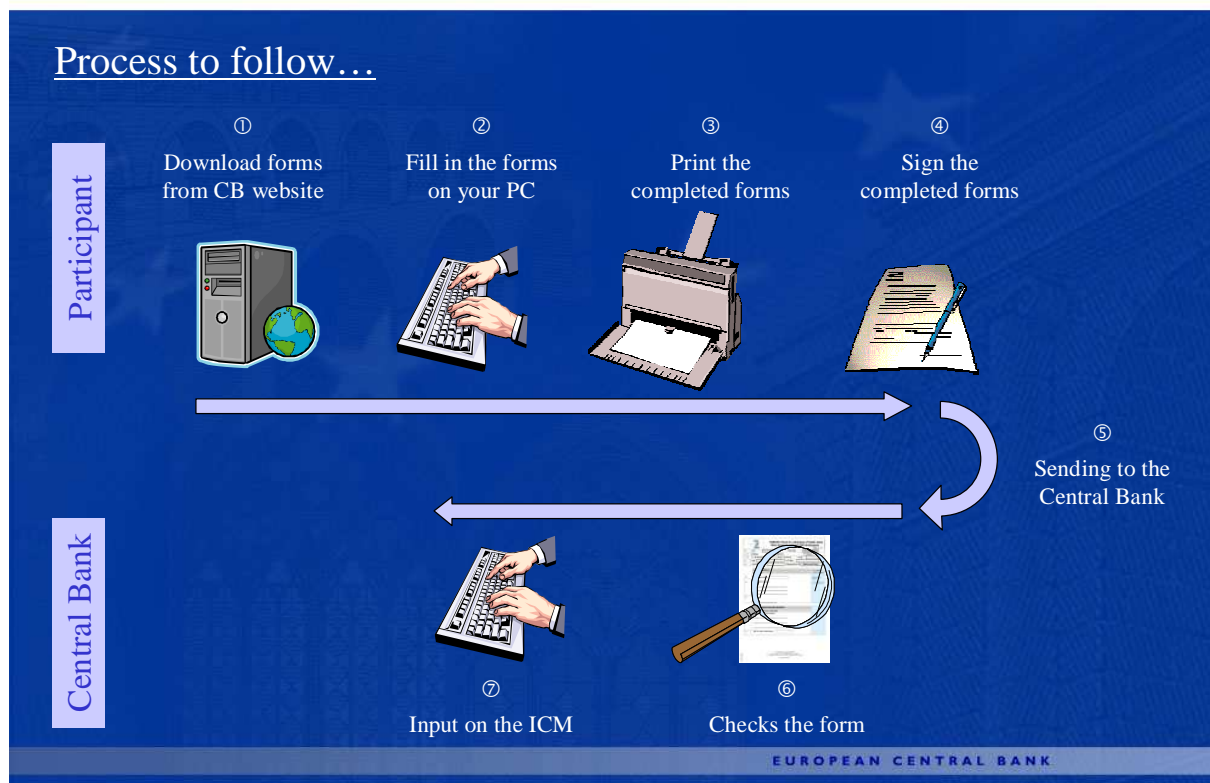 Process to follow…
Participant
①
Download forms
from CB website
②
Fill in the forms
on your PC
③
Print the
completed forms
④
Sign the
completed forms
⑤
Sending to the
Central Bank
Central Bank
⑦
Input on the ICM
⑥
Checks the form
EUROPEAN CENTRAL BANK